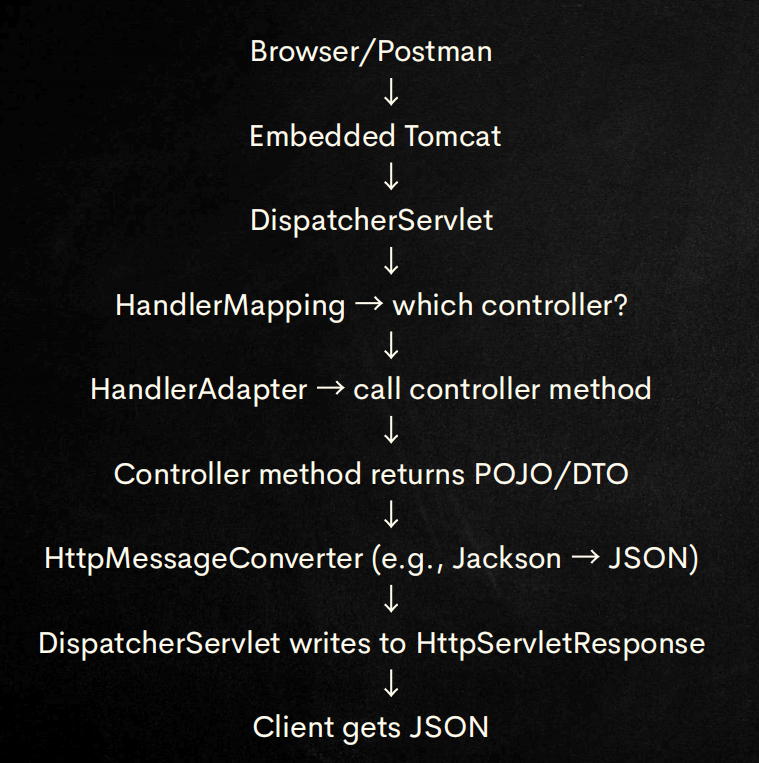 Browser/Postman
↓
Embedded Tomcat
↓
DispatcherServlet
↓
HandlerMapping → which controller?
↓
HandlerAdapter → call controller method
↓
Controller method returns POJO/DTO
↓
HttpMessageConverter (e.g., Jackson → JSON)
↓
DispatcherServlet writes to HttpServletResponse
↓
Client gets JSON